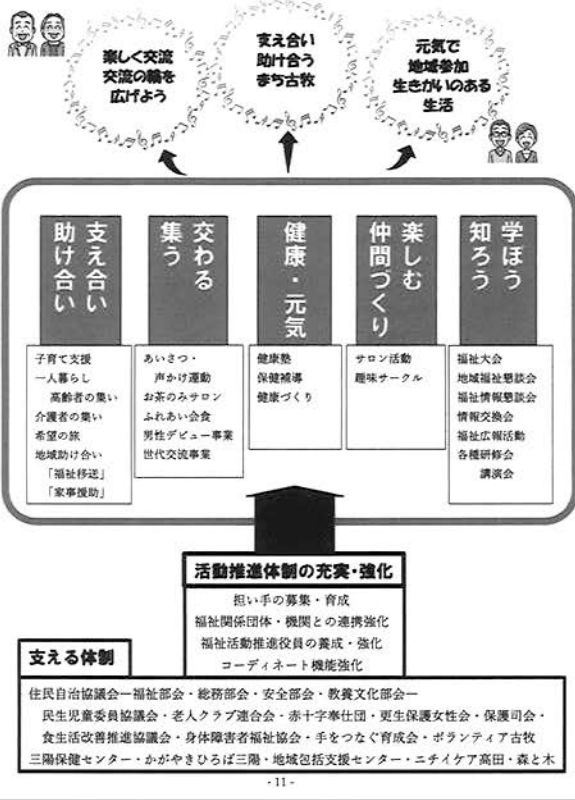 楽しく交流
交流の輪を
広げよう
支え合い
助け合う
まち古牧
元気で
地域参加
生きがいのある
生活
支え合い
助け合い
子育て支援
一人暮らし
高齢者の集い
介護者の集い
希望の旅
地域助け合い
「福祉移送」
「家事援助」
交わる
集う
あいさつ・
声かけ運動
お茶のみサロン
ふれあい会食
男性デビュー事業
世代交流事業
健康・元気
健康塾
保健補導
健康づくり
楽しむ
仲間づくり
サロン活動
趣味サークル
学ぼう
知ろう
福祉大会
地域福祉懇談会
福祉情報懇談会
情報交換会
福祉広報活動
各種研修会
講演会
活動推進体制の充実・強化
担い手の募集・育成
福祉関係団体・機関との連携強化
福祉活動推進役員の養成・強化
コーディネート機能強化
支える体制
住民自治協議会ー福祉部会・総務部会・安全部会・教養文化部会ー
民生児童委員協議会・老人クラブ連合会・赤十字奉仕団・更生保護女性会・保護司会・
食生活改善推進協議会・身体障害者福祉協会・手をつなぐ育成会・ボランティア古牧
三陽保健センター・かがやきひろば三陽・地域包括支援センター・ニチイケア高田・森と木
- 11 -